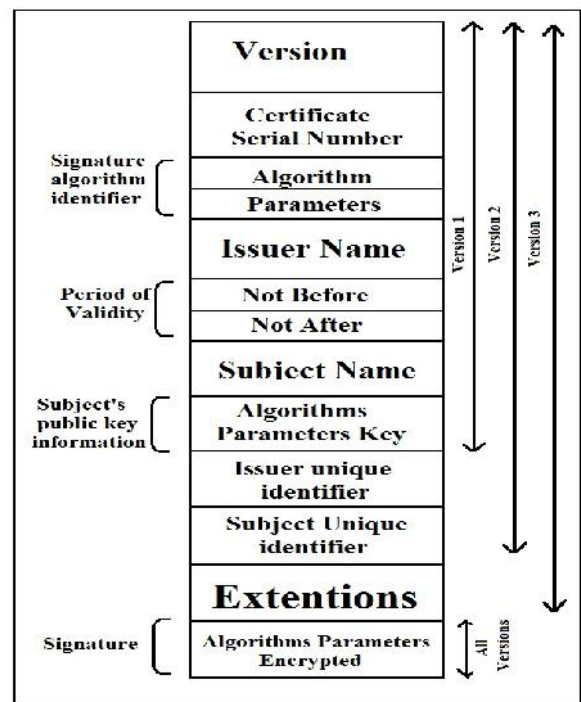 Version
Certificate
Serial Number
Signature
algorithm
identifier
Algorithm
Parameters
Issuer Name
Period of
Validity
Not Before
Not After
Subject Name
Subject's
public key
information
Algorithms
Parameters Key
Issuer unique
identifier
Subject Unique
identifier
Extentions
Signature
Algorithms Parameters
Encrypted
Version 1
Version 2
Version 3
All
Versions